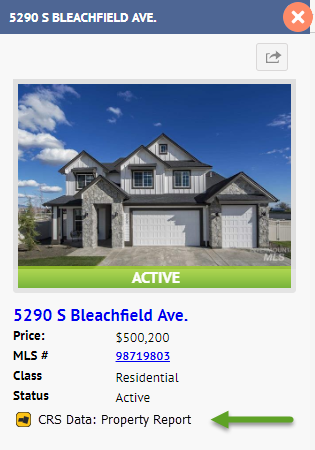 5290 S BLEACHFIELD AVE.
MLS
ACTIVE
5290 S Bleachfield Ave.
Price: $500,200
MLS # 98719803
Class Residential
Status Active
CRS Data: Property Report